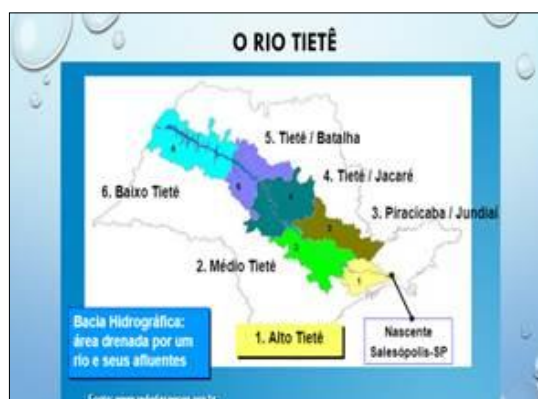 O RIO TIETÊ
5. Tietê / Batalha
4. Tietê / Jacaré
6. Baixo Tietê
3. Piracicaba / Jundiaí
2. Médio Tietê
1
Bacia Hidrográfica:
área drenada por um
rio e seus afluentes
1. Alto Tietê
Nascente
Salesópolis-SP